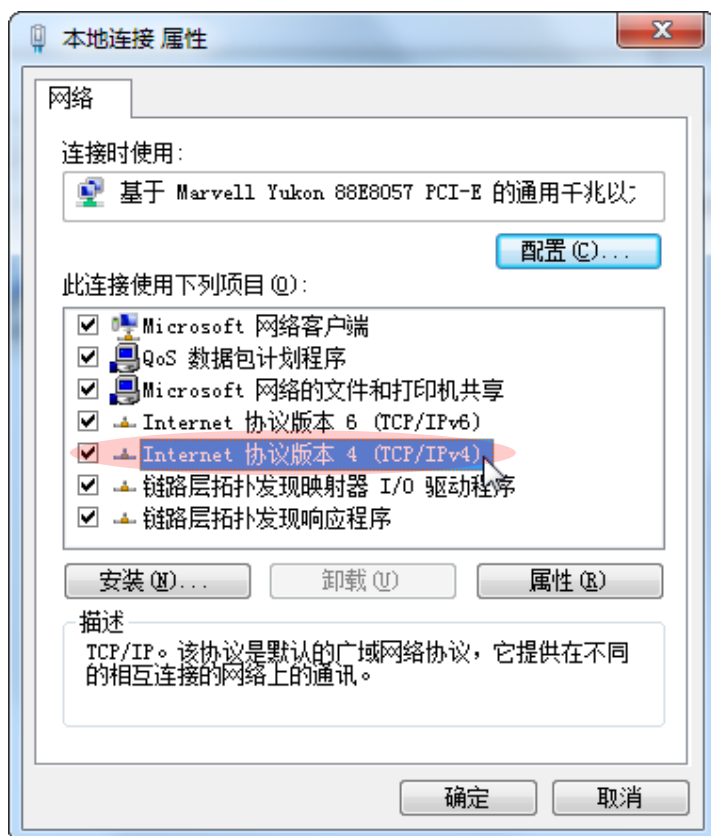 本地连接 属性
网络
连接时使用:
基于 Marvell Yukon 88E8057 PCI-E 的通用千兆以
配置(C)...
此连接使用下列项目(O):
Microsoft 网络客户端
QoS 数据包计划程序
Microsoft 网络的文件和打印机共享
Internet 协议版本 6 (TCP/IPv6)
Internet 协议版本 4 (TCP/IPv4)
链路层拓扑发现映射器 I/O 驱动程序
链路层拓扑发现响应程序
安装(N)...
卸载(U)
属性(R)
描述
TCP/IP。该协议是默认的广域网络协议，它提供在不同
的相互连接的网络上的通讯。
确定
取消